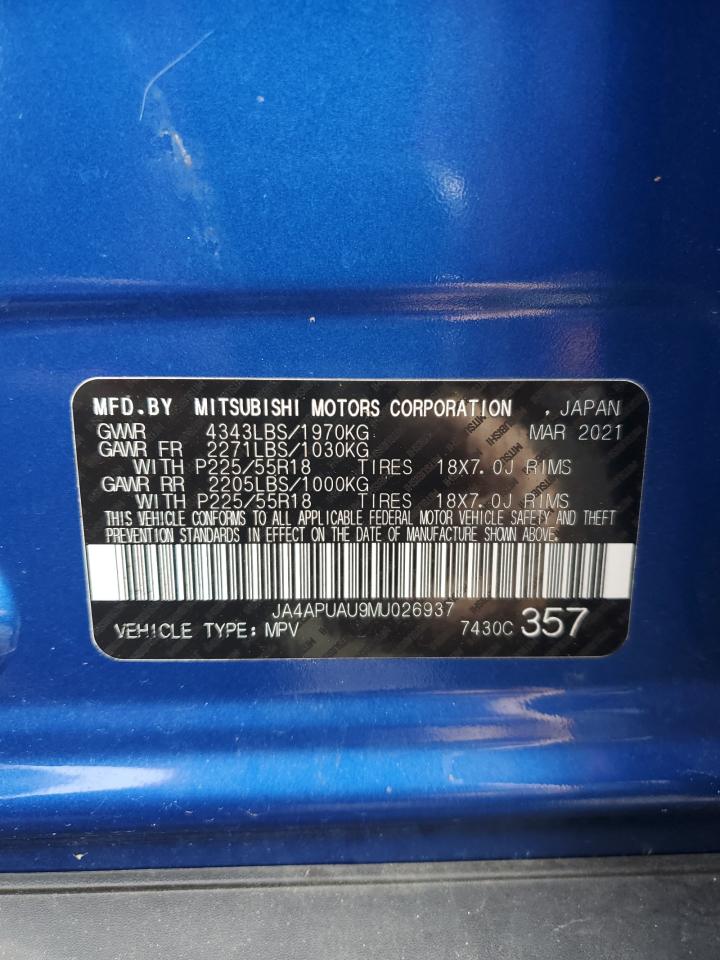 MFD.BY MITSUBISHI MOTORS CORPORATION , JAPAN
GVWR 4343LBS/1970KG MAR 2021
GAWR FR 2271LBS/1030KG
WITH P225/55R18 TIRES 18X7.0J RIMS
GAWR RR 2205LBS/1000KG
WITH P225/55R18 TIRES 18X7.0J RIMS
THIS VEHICLE CONFORMS TO ALL APPLICABLE FEDERAL MOTOR VEHICLE SAFETY AND THEFT
PREVENTION STANDARDS IN EFFECT ON THE DATE OF MANUFACTURE SHOWN ABOVE.
JA4APUAU9MU026937
VEHICLE TYPE: MPV 7430C 357